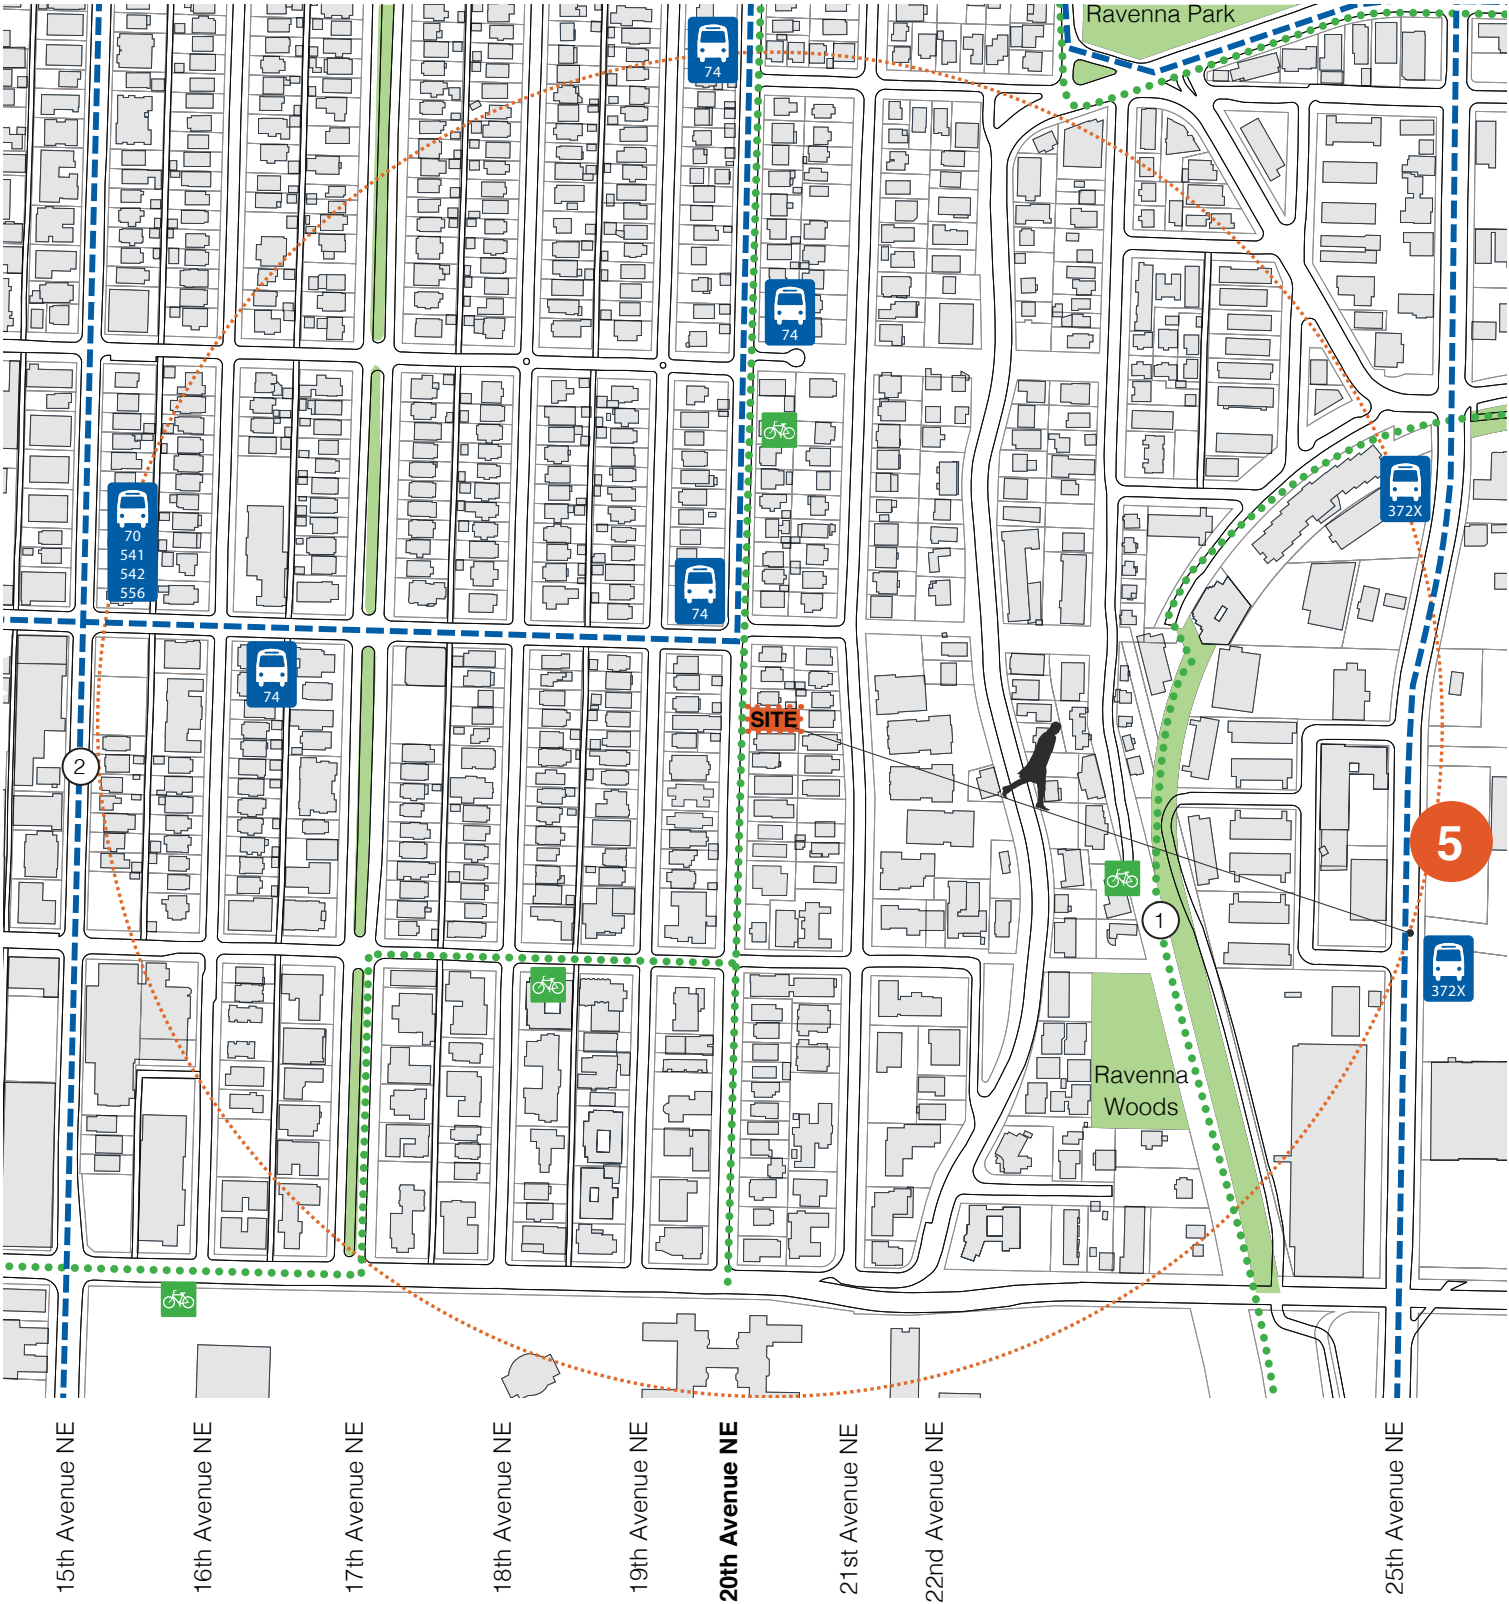 Ravenna Park
74
74
372X
70
541
542
556
74
74
SITE
2
5
1
372X
Ravenna
Woods
15th Avenue NE
16th Avenue NE
17th Avenue NE
18th Avenue NE
19th Avenue NE
20th Avenue NE
21st Avenue NE
22nd Avenue NE
25th Avenue NE